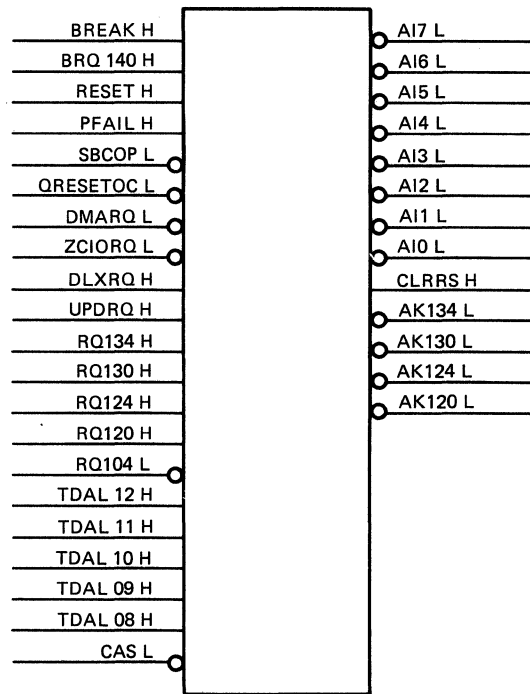 BREAK H
BRQ 140 H
RESET H
PFAIL H
SBCOP L
QRESETOC L
DMARQ L
ZCIORQ L
DLXRQ H
UPDRQ H
RQ134 H
RQ130 H
RQ124 H
RQ120 H
RQ104 L
TDAL 12 H
TDAL 11 H
TDAL 10 H
TDAL 09 H
TDAL 08 H
CAS L
AI7 L
AI6 L
AI5 L
AI4 L
AI3 L
AI2 L
AI1 L
AI0 L
CLRRS H
AK134 L
AK130 L
AK124 L
AK120 L